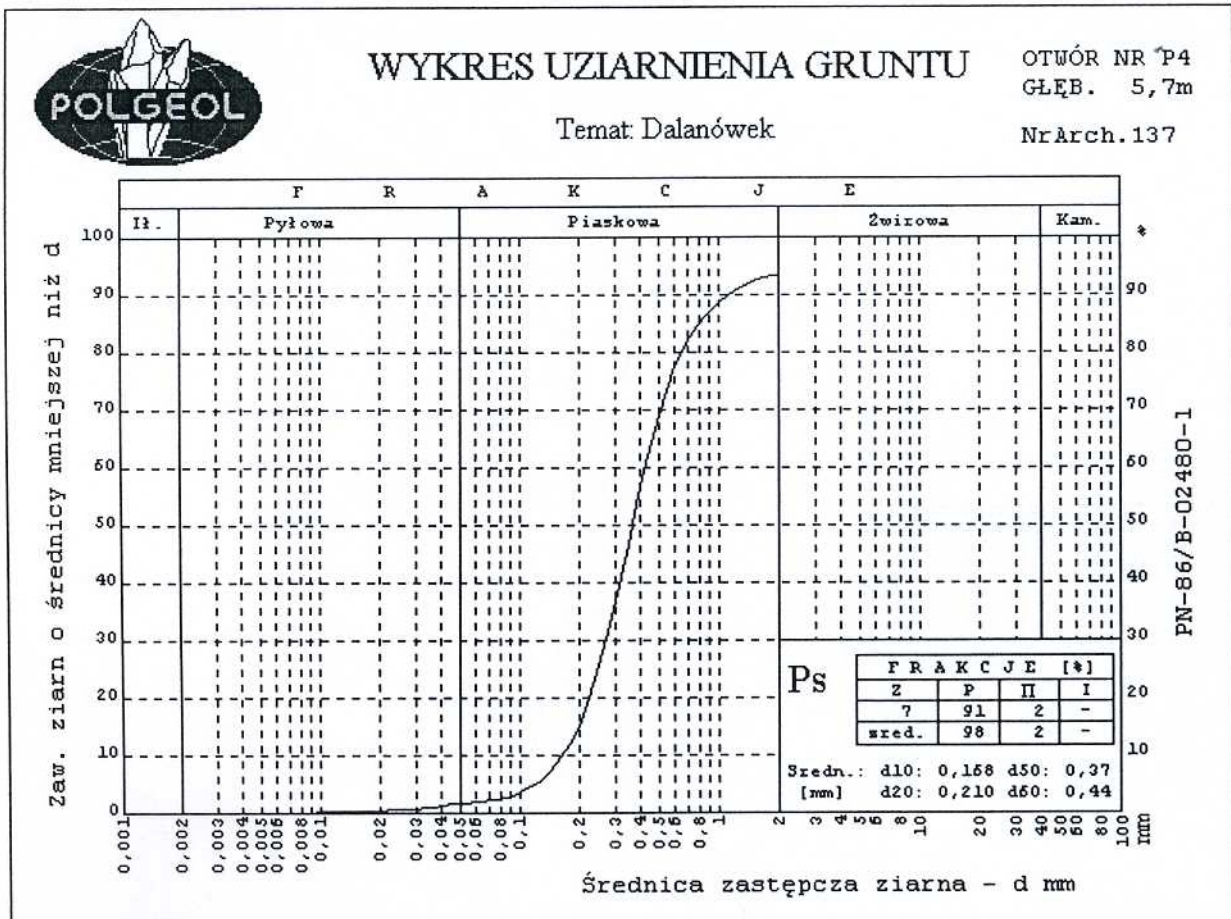 POLGEOL
WYKRES UZIARNIENIA GRUNTU
Temat: Dalanówek
OTWÓR NR P4
GŁĘB. 5,7m
NrArch.137
F R A K C J E
Ił. Pyłowa Piaskowa Żwirowa Kam.
Zaw. ziarn o średnicy mniejszej niż d
100
90
80
70
60
50
40
30
20
10
0
%
90
80
70
60
50
40
30
20
10
PN-86/B-02480-1
Ps
F R A K C J E [%]
Z P Π I
7 91 2 -
zred. 98 2 -
Sredn.: d10: 0,168 d50: 0,37
[mm] d20: 0,210 d60: 0,44
0,001 0,002 0,003 0,004 0,005 0,006 0,008 0,01 0,02 0,03 0,04 0,05 0,06 0,08 0,1 0,2 0,3 0,4 0,5 0,6 0,8 1 2 3 4 5 6 8 10 20 30 40 50 60 80 100 mm
Średnica zastępcza ziarna - d mm